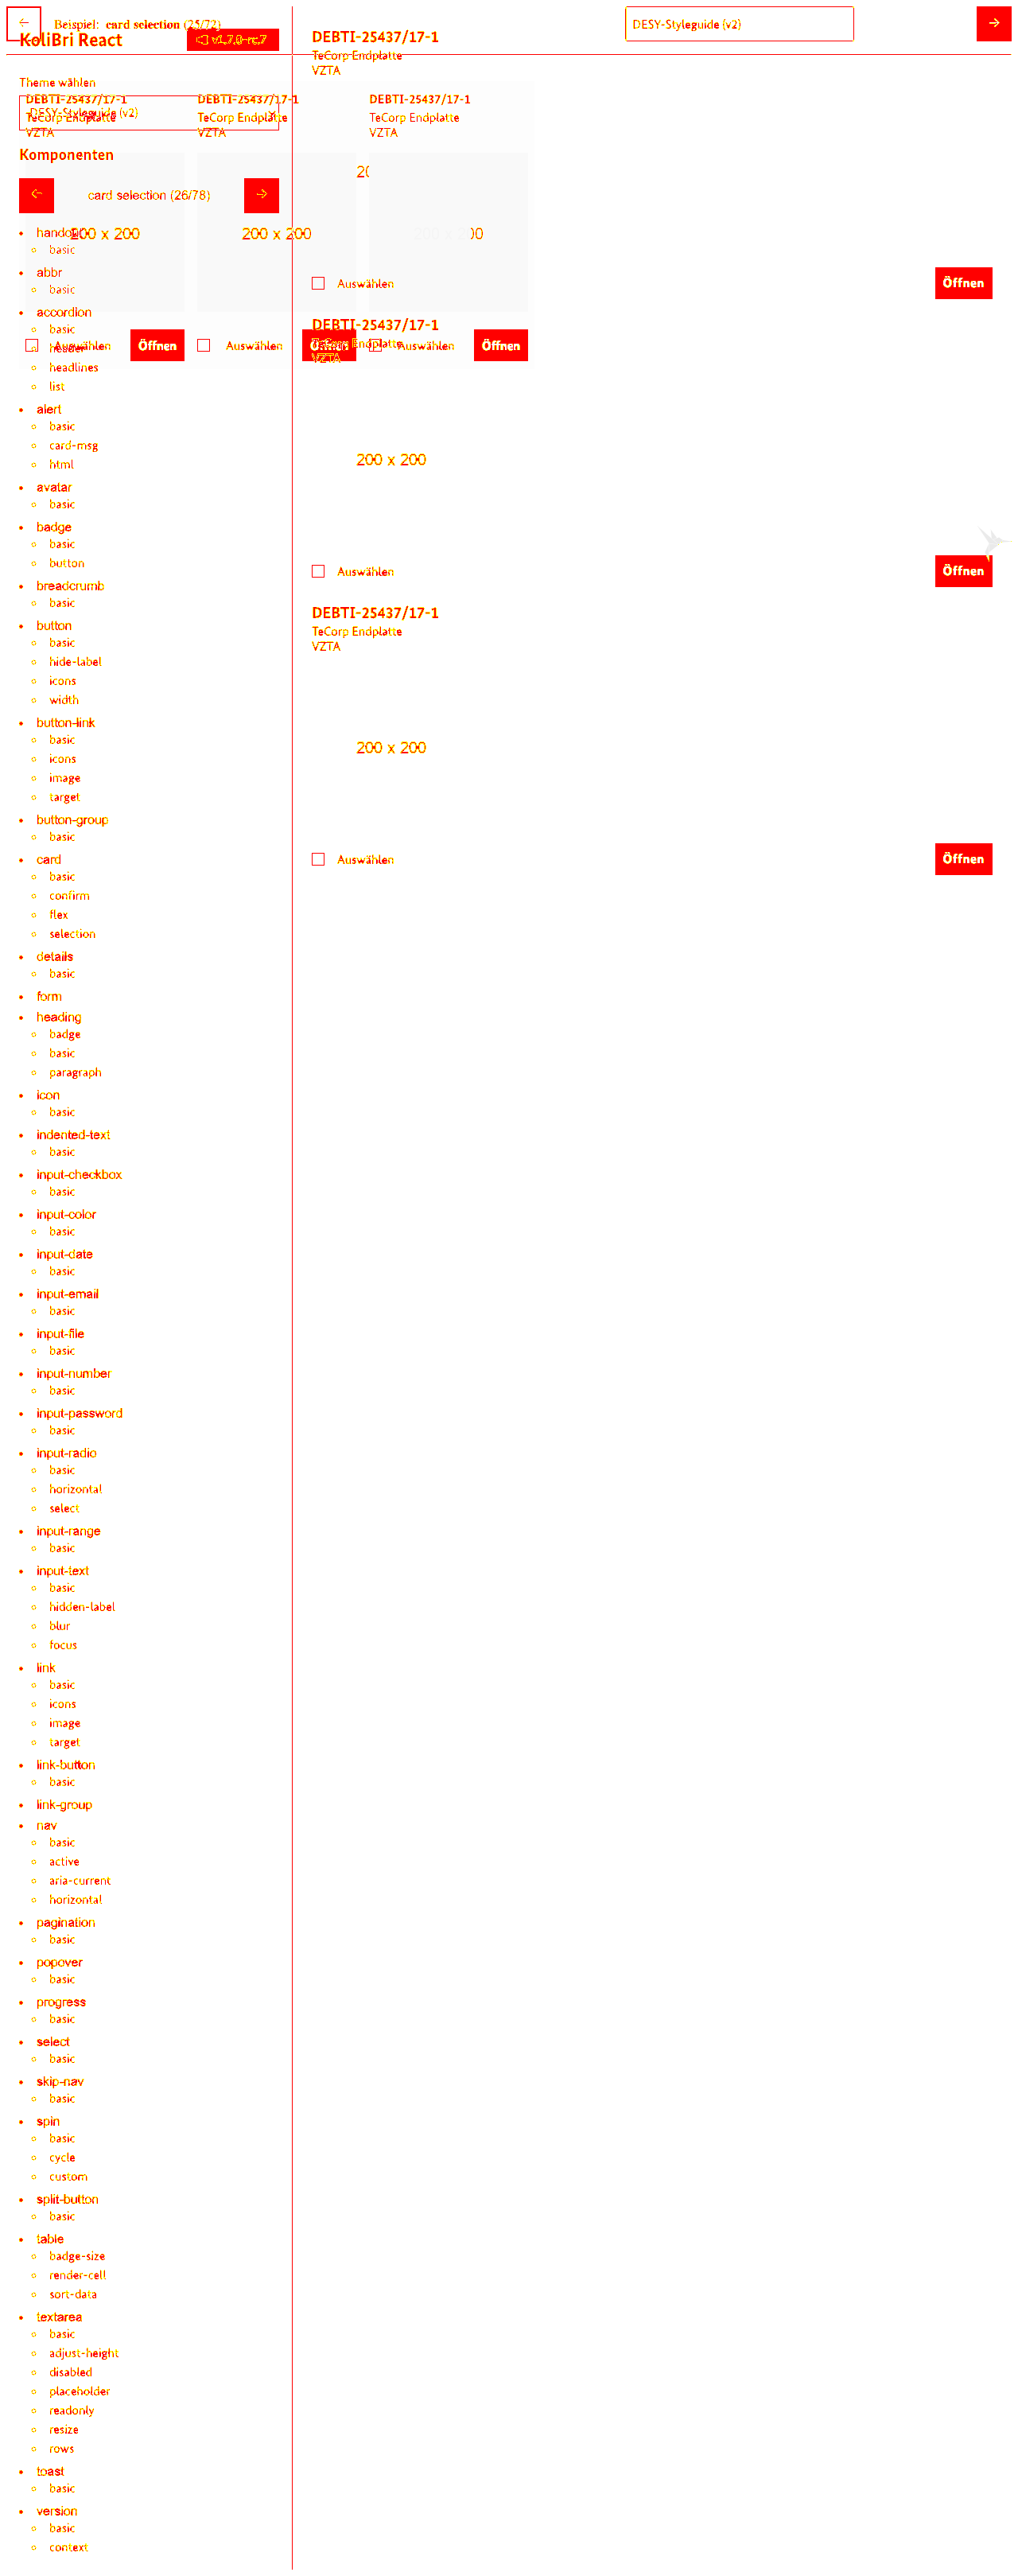 Beispiel: card selection (25/72)
DESY-Styleguide (v2)
KoliBri React
v1.7.0-rc.7
DEBTI-25437/17-1
TeCorp Endplatte
VZTA
Theme wählen
DESY-Styleguide (v2)
DEBTI-25437/17-1
DEBTI-25437/17-1
DEBTI-25437/17-1
TeCorp Endplatte
TeCorp Endplatte
TeCorp Endplatte
VZTA
VZTA
VZTA
Komponenten
card selection (26/78)
200 x 200
200 x 200
Auswählen
Öffnen
Auswählen
Öffnen
Auswählen
Auswählen
Öffnen
DEBTI-25437/17-1
TeCorp Endplatte
VZTA
200 x 200
Auswählen
Öffnen
DEBTI-25437/17-1
TeCorp Endplatte
VZTA
200 x 200
Auswählen
Öffnen
handout
basic
abbr
basic
accordion
basic
header
headlines
list
alert
basic
card-msg
html
avatar
basic
badge
basic
button
breadcrumb
basic
button
basic
hide-label
icons
width
button-link
basic
icons
image
target
button-group
basic
card
basic
confirm
flex
selection
details
basic
form
heading
badge
basic
paragraph
icon
basic
indented-text
basic
input-checkbox
basic
input-color
basic
input-date
basic
input-email
basic
input-file
basic
input-number
basic
input-password
basic
input-radio
basic
horizontal
select
input-range
basic
input-text
basic
hidden-label
blur
focus
link
basic
icons
image
target
link-button
basic
link-group
nav
basic
active
aria-current
horizontal
pagination
basic
popover
basic
progress
basic
select
basic
skip-nav
basic
spin
basic
cycle
custom
split-button
basic
table
badge-size
render-cell
sort-data
textarea
basic
adjust-height
disabled
placeholder
readonly
resize
rows
toast
basic
version
basic
context